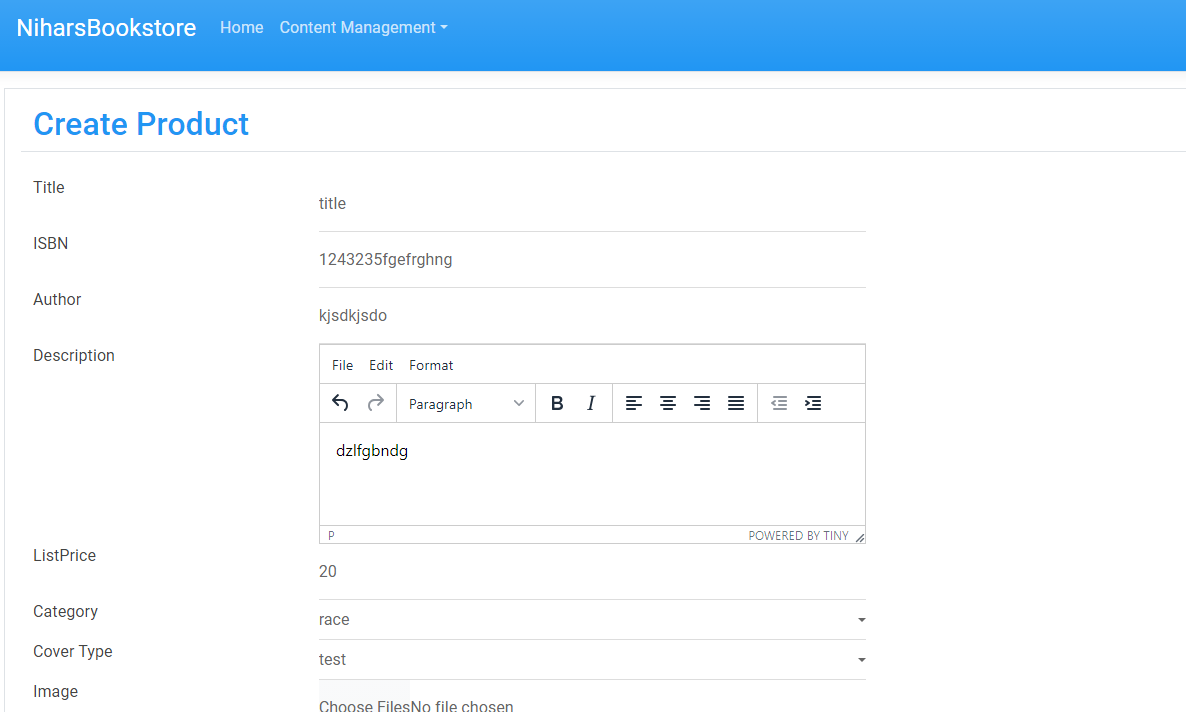 NiharsBookstore Home Content Management
Create Product
Title
title
ISBN
1243235fgefrghng
Author
kjsdkjsdo
Description
File Edit Format
Paragraph B I
dzlfgbndg
P POWERED BY TINY
ListPrice
20
Category
race
Cover Type
test
Image
Choose FilesNo file chosen